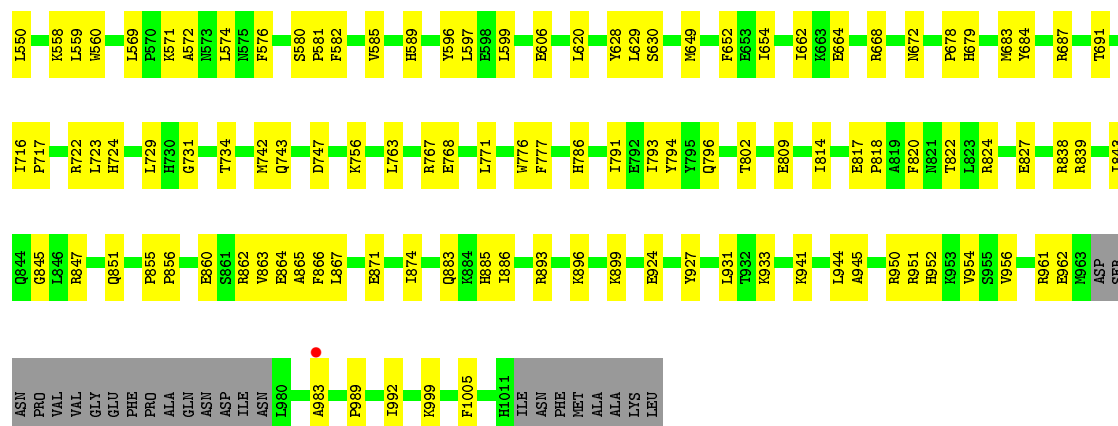 L550 K558 L559 W560 L569 P570 K571 A572 N573 L574 N575 F576 S580 P581 F582 V585 H589 Y596 L597 E598 L599 E606 L620 Y628 L629 S630 M649 F652 E653 I654 I662 K663 E664 R668 N672 P678 H679 M683 Y684 R687 T691
I716 P717 R722 L723 H724 L729 H730 G731 T734 M742 Q743 D747 K756 L763 R767 E768 L771 W776 F777 H786 I791 E792 I793 Y794 Y795 Q796 T802 E809 I814 E817 P818 A819 F820 N821 T822 L823 R824 E827 R838 R839 I843
Q844 G845 L846 R847 Q851 P855 P856 E860 S861 R862 V863 E864 A865 F866 L867 E871 I874 Q883 K884 H885 I886 R893 K896 K899 E924 Y927 L931 T932 K933 K941 L944 A945 R950 R951 H952 K953 V954 S955 V956 R961 E962 M963 ASP SER
ASN PRO VAL VAL GLY GLU PHE PRO ALA GLN ASN ASP ILE ASN L980 A983 P989 I992 K999 F1005 H1011 ILE ASN PHE MET ALA ALA LYS LEU